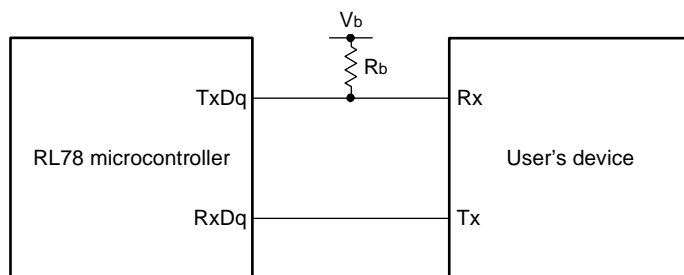 Vb
Rb
TxDq
Rx
RL78 microcontroller
User's device
RxDq
Tx